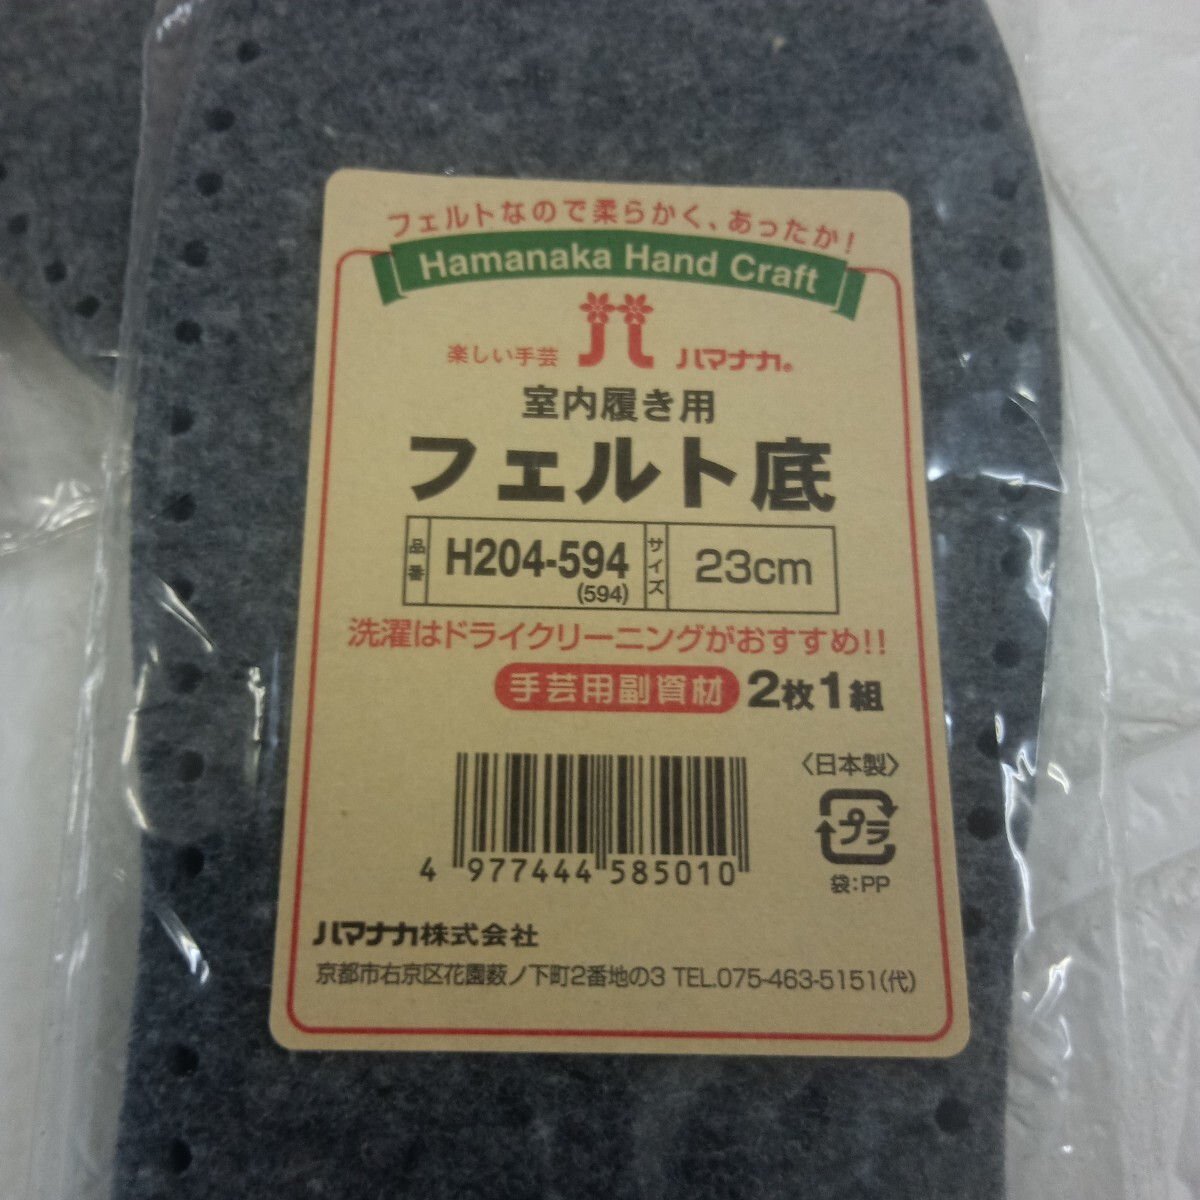 フェルトなので柔らかく、あったか!
Hamanaka Hand Craft
楽しい手芸 ハマナカ®
室内履き用
フェルト底
品番 H204-594 (594) サイズ 23cm
洗濯はドライクリーニングがおすすめ!!
手芸用副資材 2枚1組
〈日本製〉
プラ
袋:PP
4 977444 585010
ハマナカ株式会社
京都市右京区花園薮ノ下町2番地の3 TEL.075-463-5151(代)